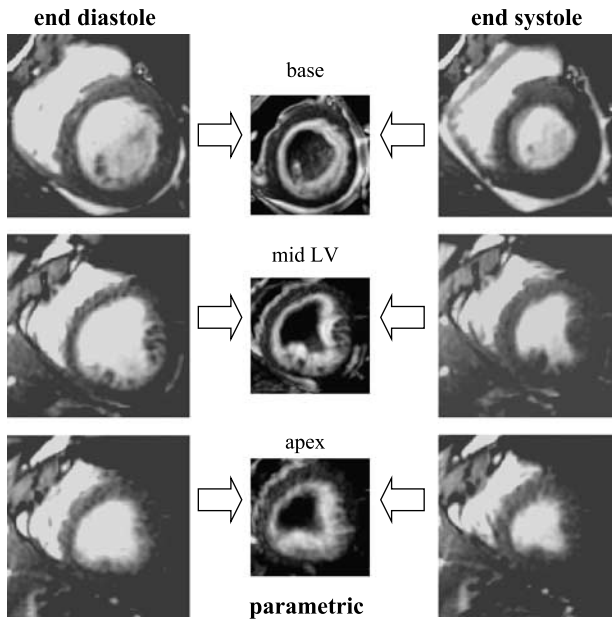 end diastole
end systole
base
mid LV
apex
parametric